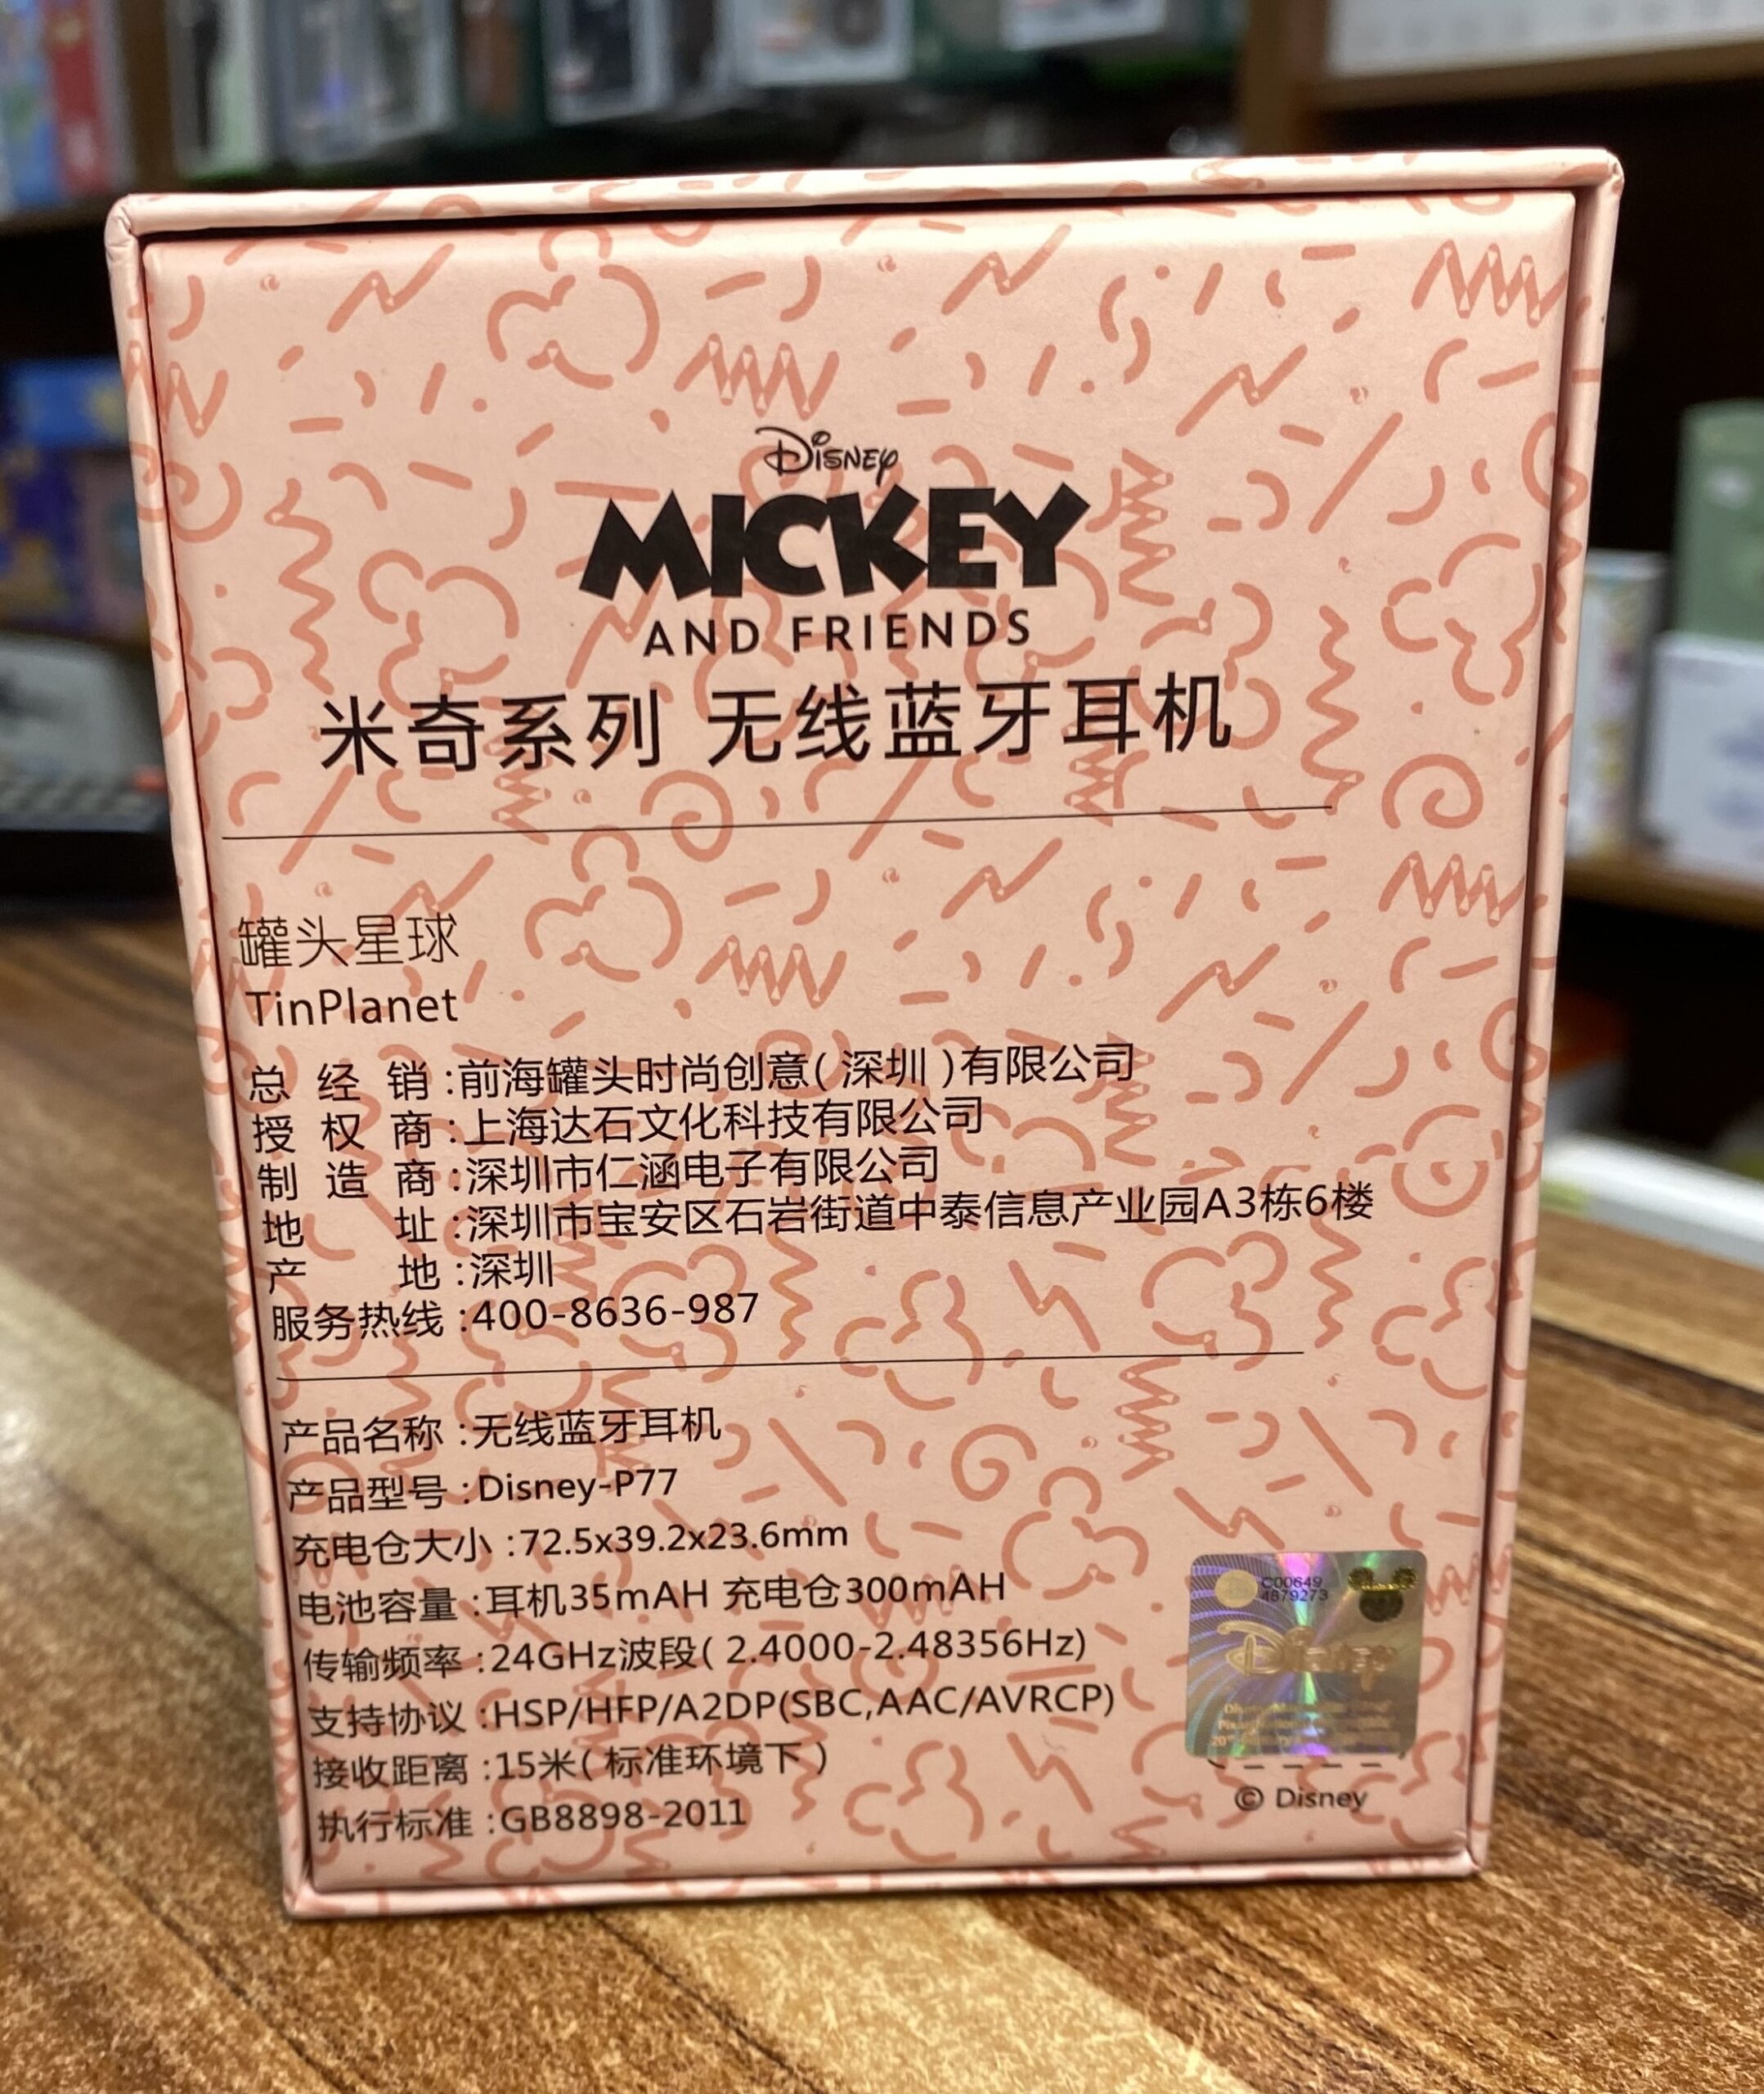 Disney
MICKEY
AND FRIENDS
米奇系列 无线蓝牙耳机
罐头星球
TinPlanet
总 经 销:前海罐头时尚创意(深圳)有限公司
授 权 商:上海达石文化科技有限公司
制 造 商:深圳市仁涵电子有限公司
地 址:深圳市宝安区石岩街道中泰信息产业园A3栋6楼
产 地:深圳
服务热线:400-8636-987
产品名称:无线蓝牙耳机
产品型号:Disney-P77
充电仓大小:72.5x39.2x23.6mm
电池容量:耳机35mAH 充电仓300mAH
传输频率:24GHz波段(2.4000-2.48356Hz)
支持协议:HSP/HFP/A2DP(SBC,AAC/AVRCP)
接收距离:15米(标准环境下)
执行标准:GB8898-2011
C00649
4879273
Disney
© Disney